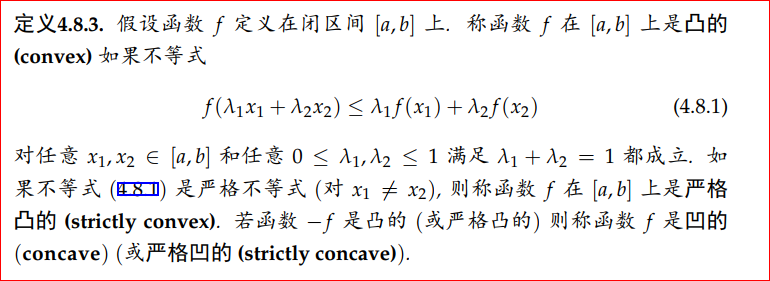 定义4.8.3. 假设函数 f 定义在闭区间 [a, b] 上. 称函数 f 在 [a, b] 上是凸的
(convex) 如果不等式
f(λ₁x₁ + λ₂x₂) ≤ λ₁f(x₁) + λ₂f(x₂) (4.8.1)
对任意 x₁, x₂ ∈ [a, b] 和任意 0 ≤ λ₁, λ₂ ≤ 1 满足 λ₁ + λ₂ = 1 都成立. 如
果不等式 (4.8.1) 是严格不等式 (对 x₁ ≠ x₂), 则称函数 f 在 [a, b] 上是严格
凸的 (strictly convex). 若函数 −f 是凸的 (或严格凸的) 则称函数 f 是凹的
(concave) (或严格凹的 (strictly concave)).